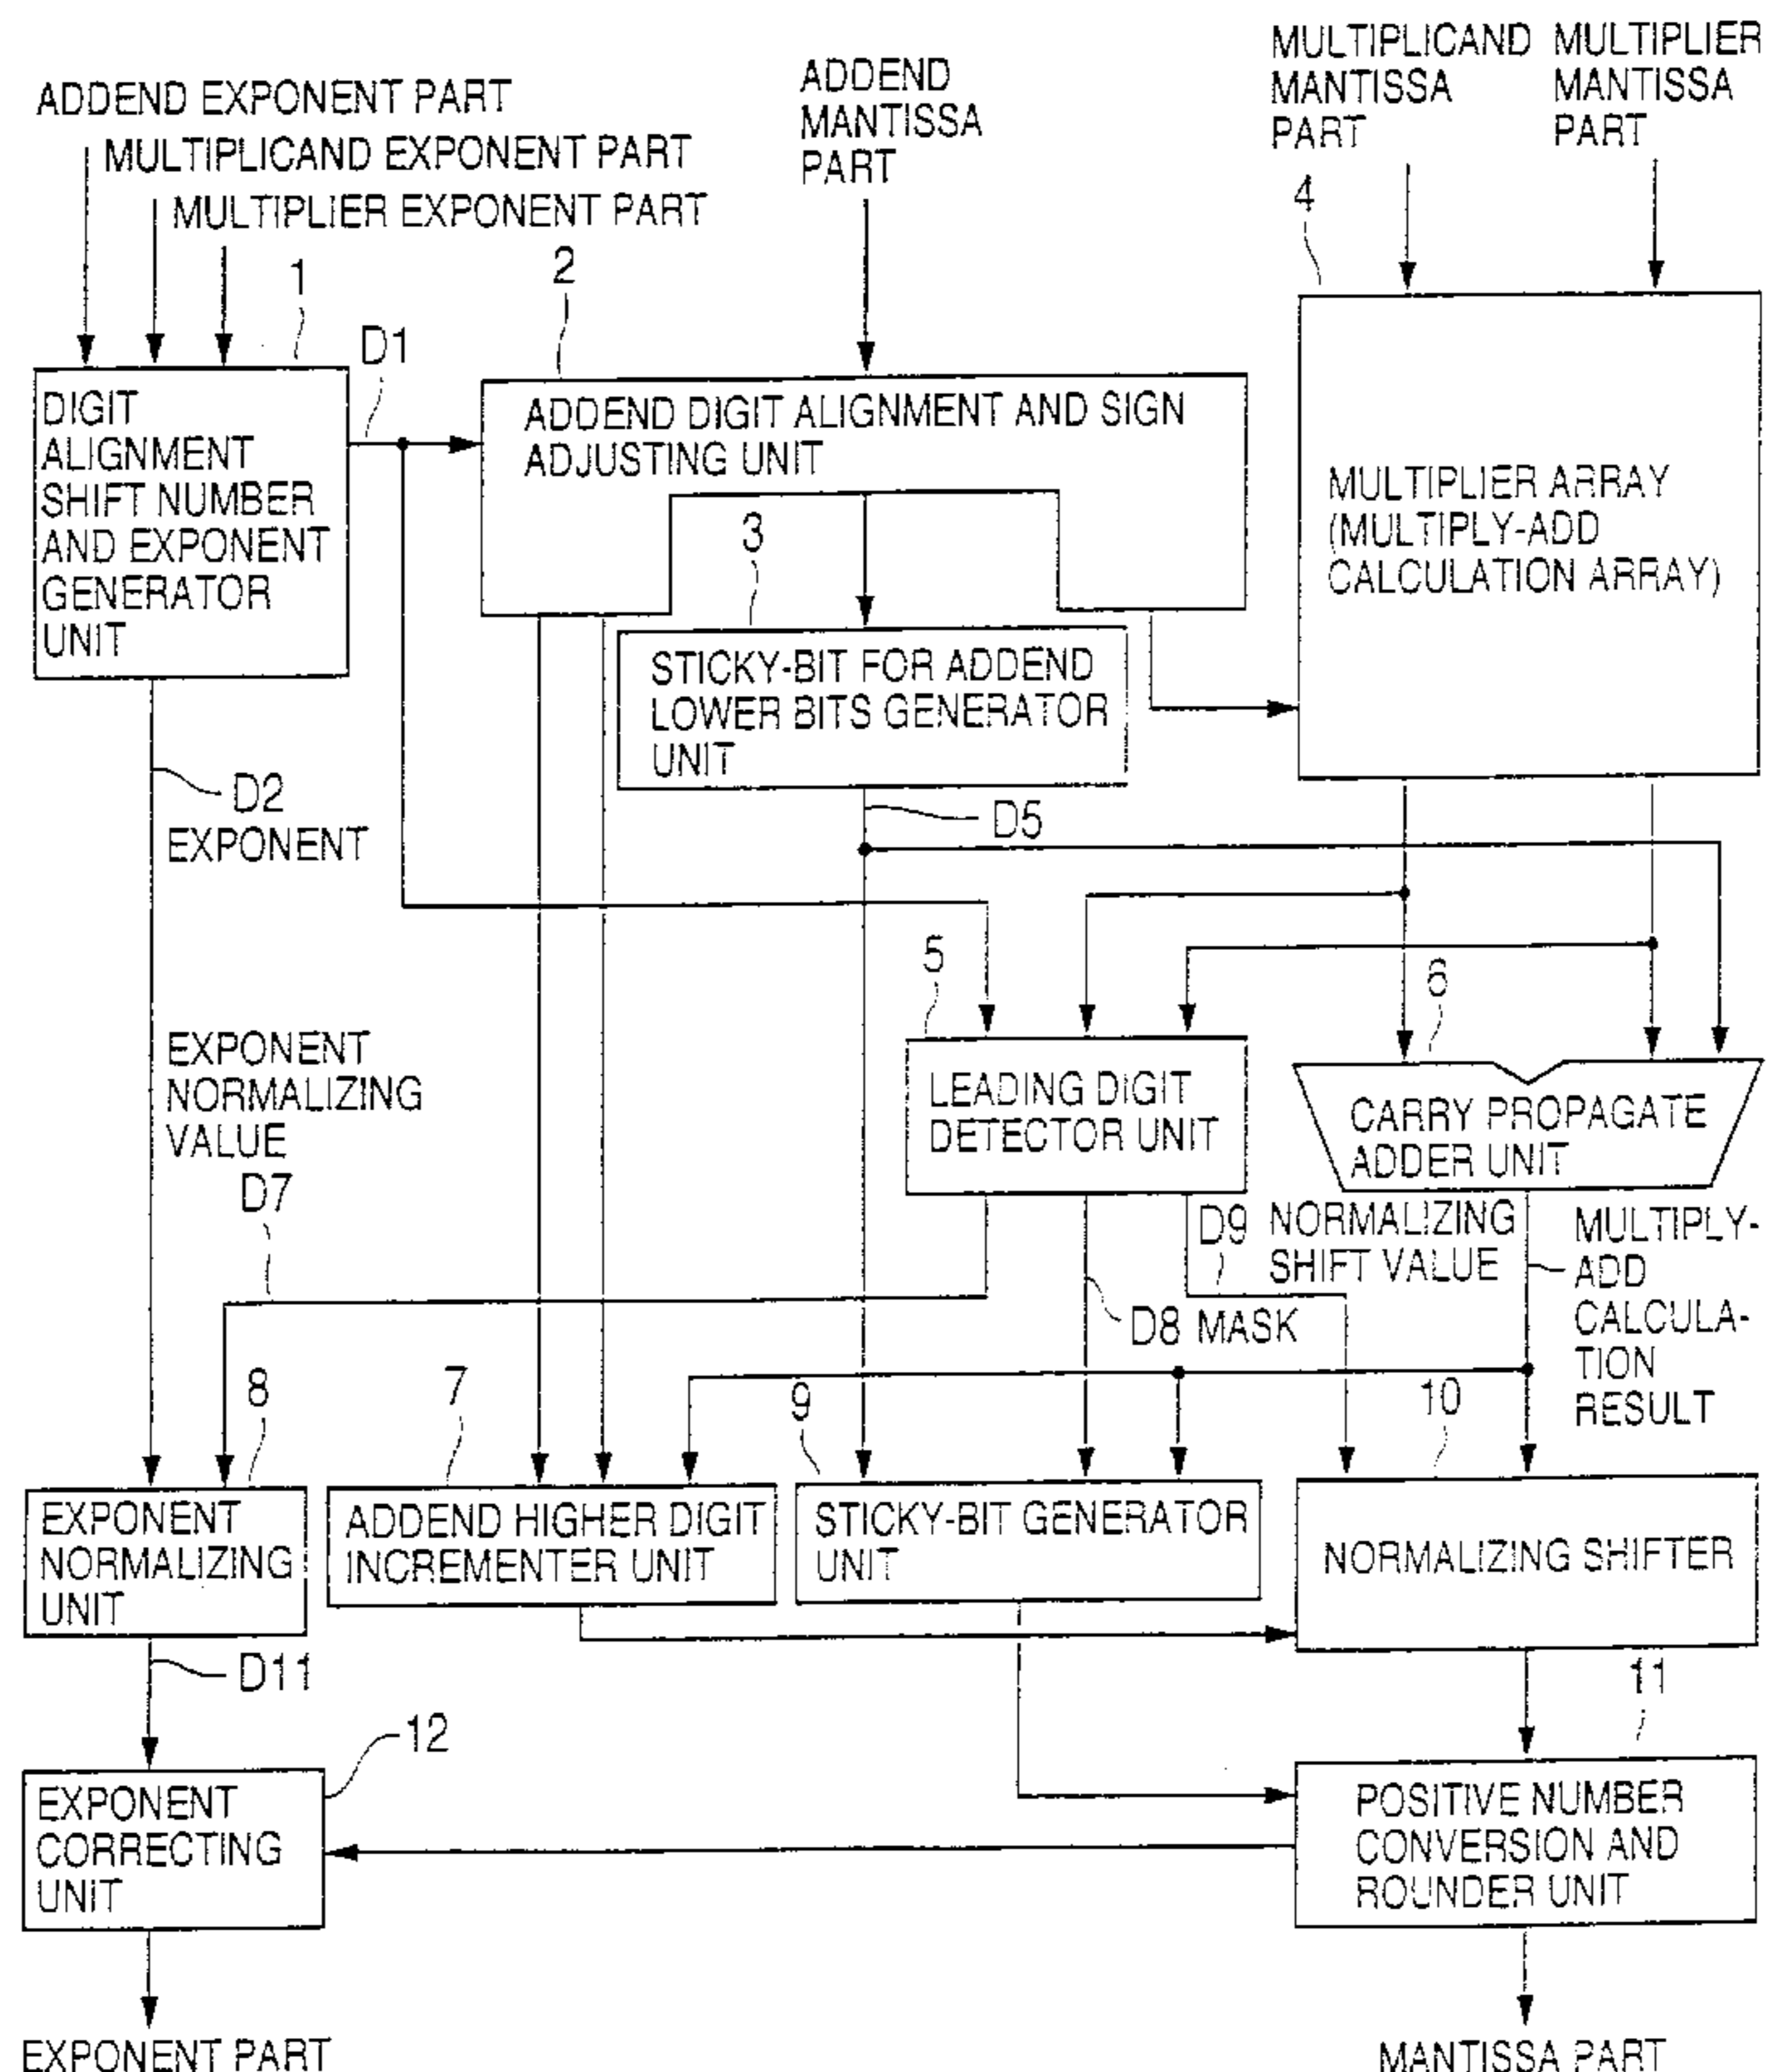 MULTIPLICAND
MANTISSA
PART
MULTIPLIER
MANTISSA
PART
ADDEND
MANTISSA
PART
ADDEND EXPONENT PART
MULTIPLICAND EXPONENT PART
MULTIPLIER EXPONENT PART
1
D1
2
4
DIGIT
ALIGNMENT
SHIFT NUMBER
AND EXPONENT
GENERATOR
UNIT
ADDEND DIGIT ALIGNMENT AND SIGN
ADJUSTING UNIT
MULTIPLIER ARRAY
(MULTIPLY-ADD
CALCULATION ARRAY)
3
STICKY-BIT FOR ADDEND
LOWER BITS GENERATOR
UNIT
D2
EXPONENT
D5
5
6
EXPONENT
NORMALIZING
VALUE
D7
LEADING DIGIT
DETECTOR UNIT
CARRY PROPAGATE
ADDER UNIT
D9 NORMALIZING
SHIFT VALUE
D8 MASK
MULTIPLY-
ADD
CALCULA-
TION
RESULT
8
7
9
10
EXPONENT
NORMALIZING
UNIT
ADDEND HIGHER DIGIT
INCREMENTER UNIT
STICKY-BIT GENERATOR
UNIT
NORMALIZING SHIFTER
D11
11
12
EXPONENT
CORRECTING
UNIT
POSITIVE NUMBER
CONVERSION AND
ROUNDER UNIT
EXPONENT PART
MANTISSA PART